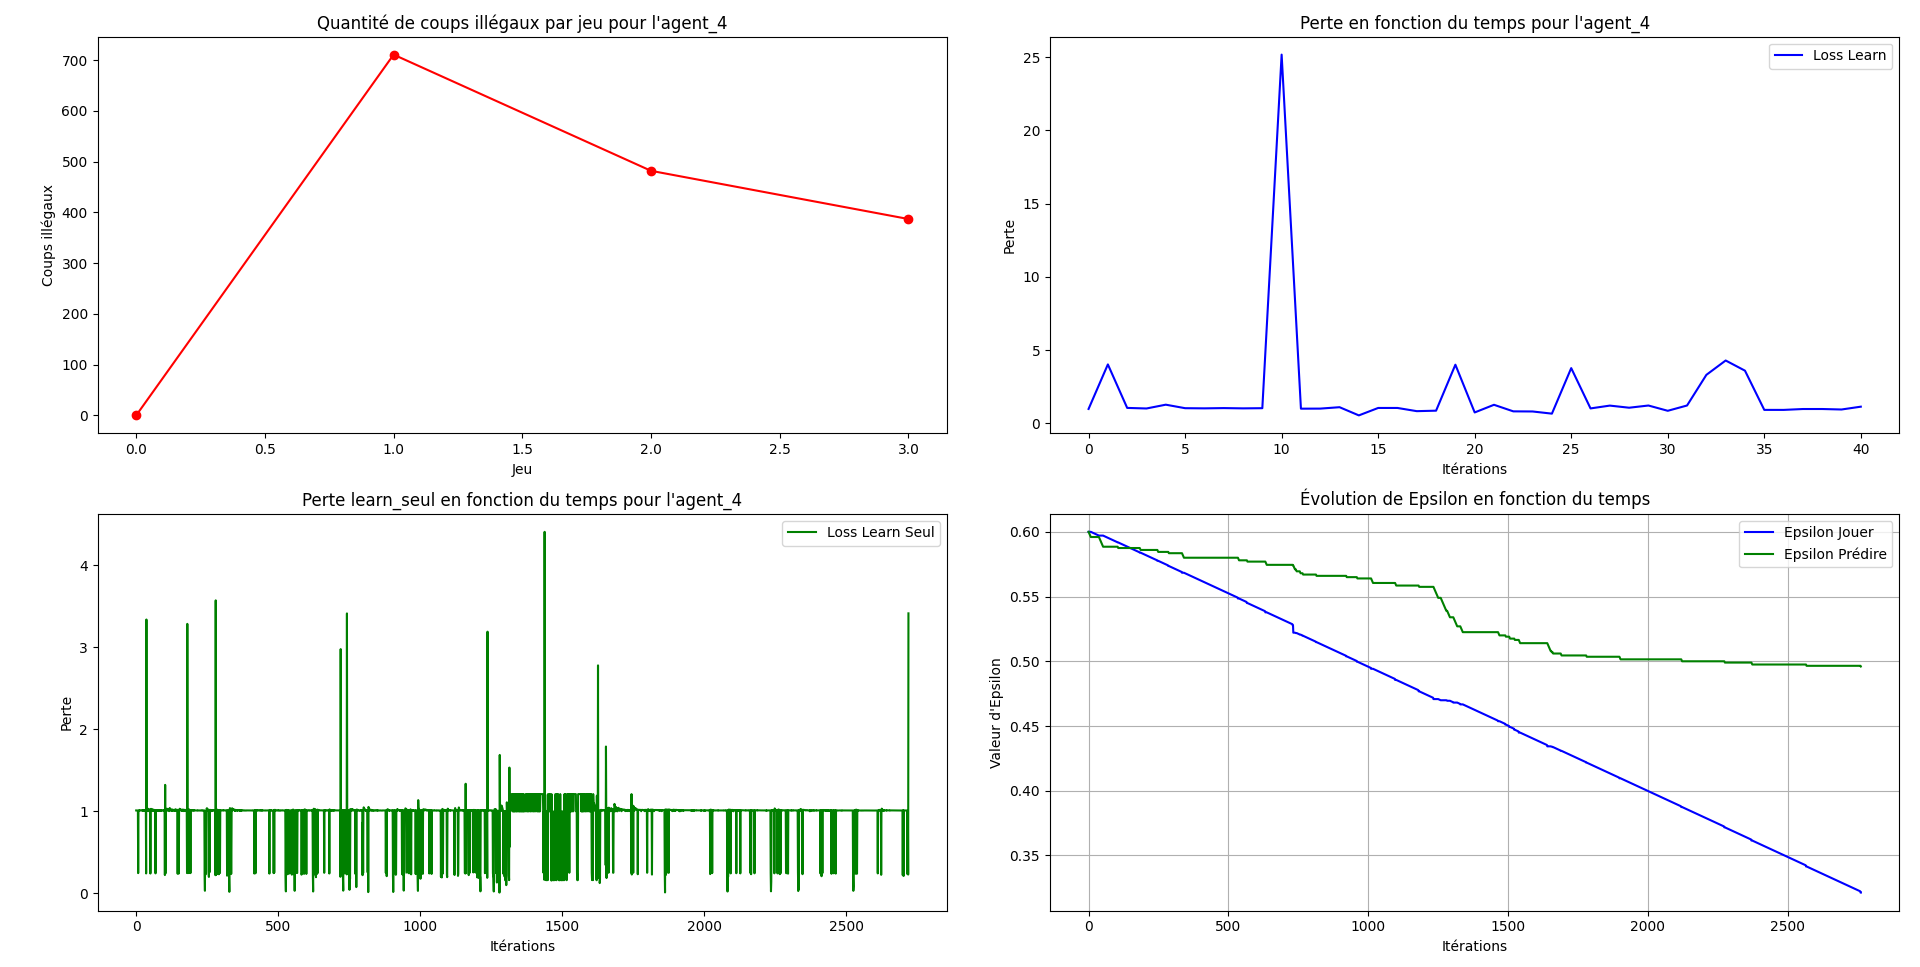 Quantité de coups illégaux par jeu pour l'agent_4
700
600
500
400
300
200
100
0
Coups illégaux
0.0 0.5 1.0 1.5 2.0 2.5 3.0
Jeu
Perte en fonction du temps pour l'agent_4
Loss Learn
25
20
15
10
5
0
Perte
0 5 10 15 20 25 30 35 40
Itérations
Perte learn_seul en fonction du temps pour l'agent_4
Loss Learn Seul
4
3
2
1
0
Perte
0 500 1000 1500 2000 2500
Itérations
Évolution de Epsilon en fonction du temps
Epsilon Jouer
Epsilon Prédire
0.60
0.55
0.50
0.45
0.40
0.35
Valeur d'Epsilon
0 500 1000 1500 2000 2500
Itérations